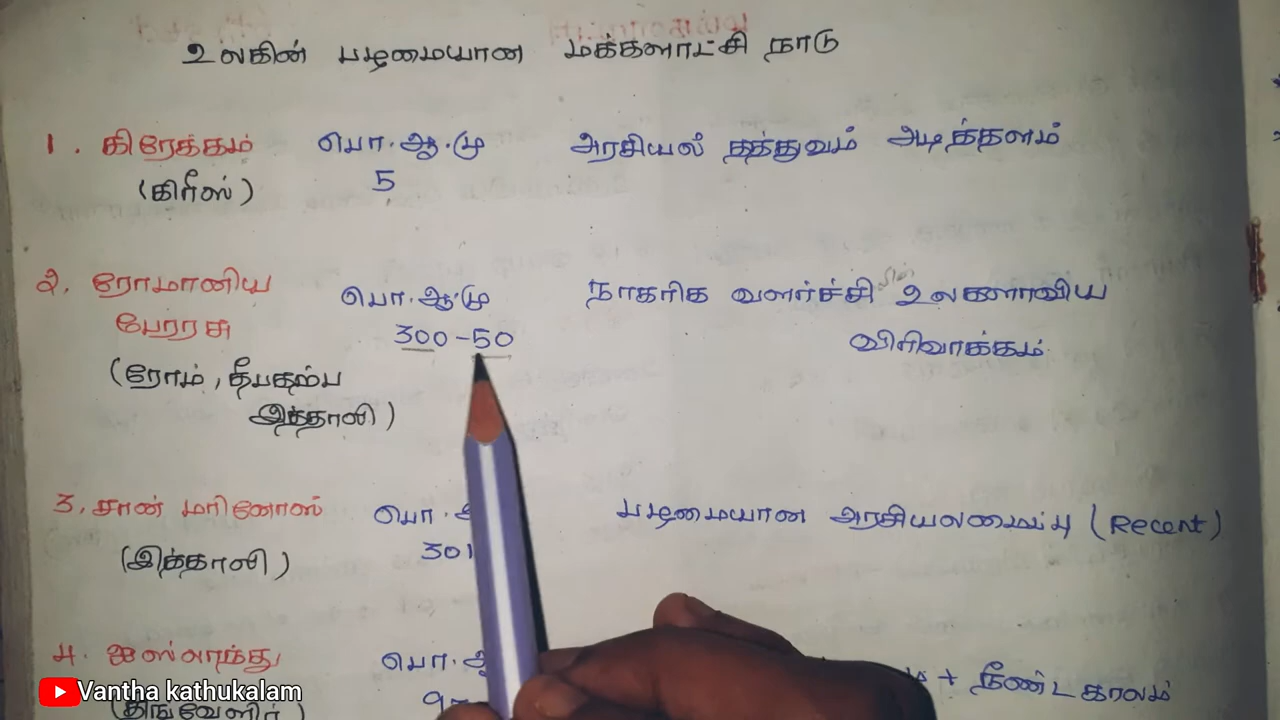 உலகின் பழமையான மக்களாட்சி நாடு
1. கிரேக்கம் பொ.ஆ.மு அரசியல் தத்துவம் அடித்தளம்
(கிரீஸ்) 5
2. ரோமானிய பொ.ஆ.மு நாகரிக வளர்ச்சியின் உலகளாவிய
பேரரசு 300-50 விரிவாக்கம்
(ரோம், தீபகற்ப
இத்தாலி)
3. சான் மரினோஸ் பொ. பழமையான அரசியலமைப்பு (Recent)
(இத்தாலி) 301
4. ஐஸ்லாந்து பொ. + நீண்ட காலம்
Vantha kathukalam